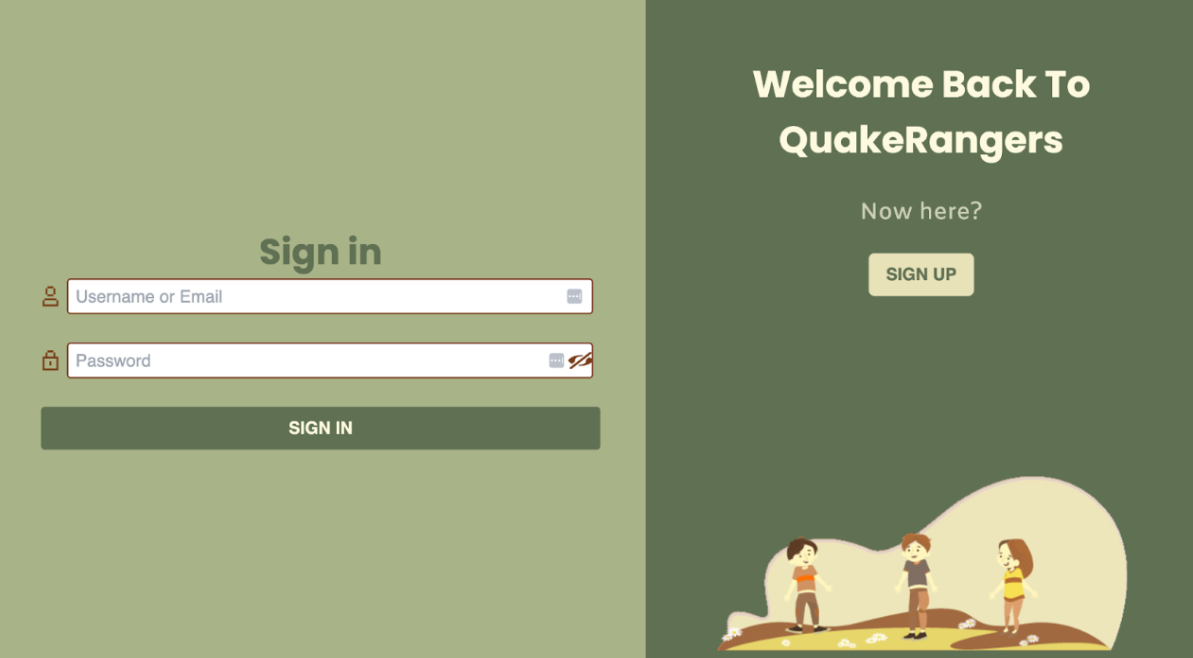 Sign in
Username or Email
Password
SIGN IN
Welcome Back To
QuakeRangers
Now here?
SIGN UP